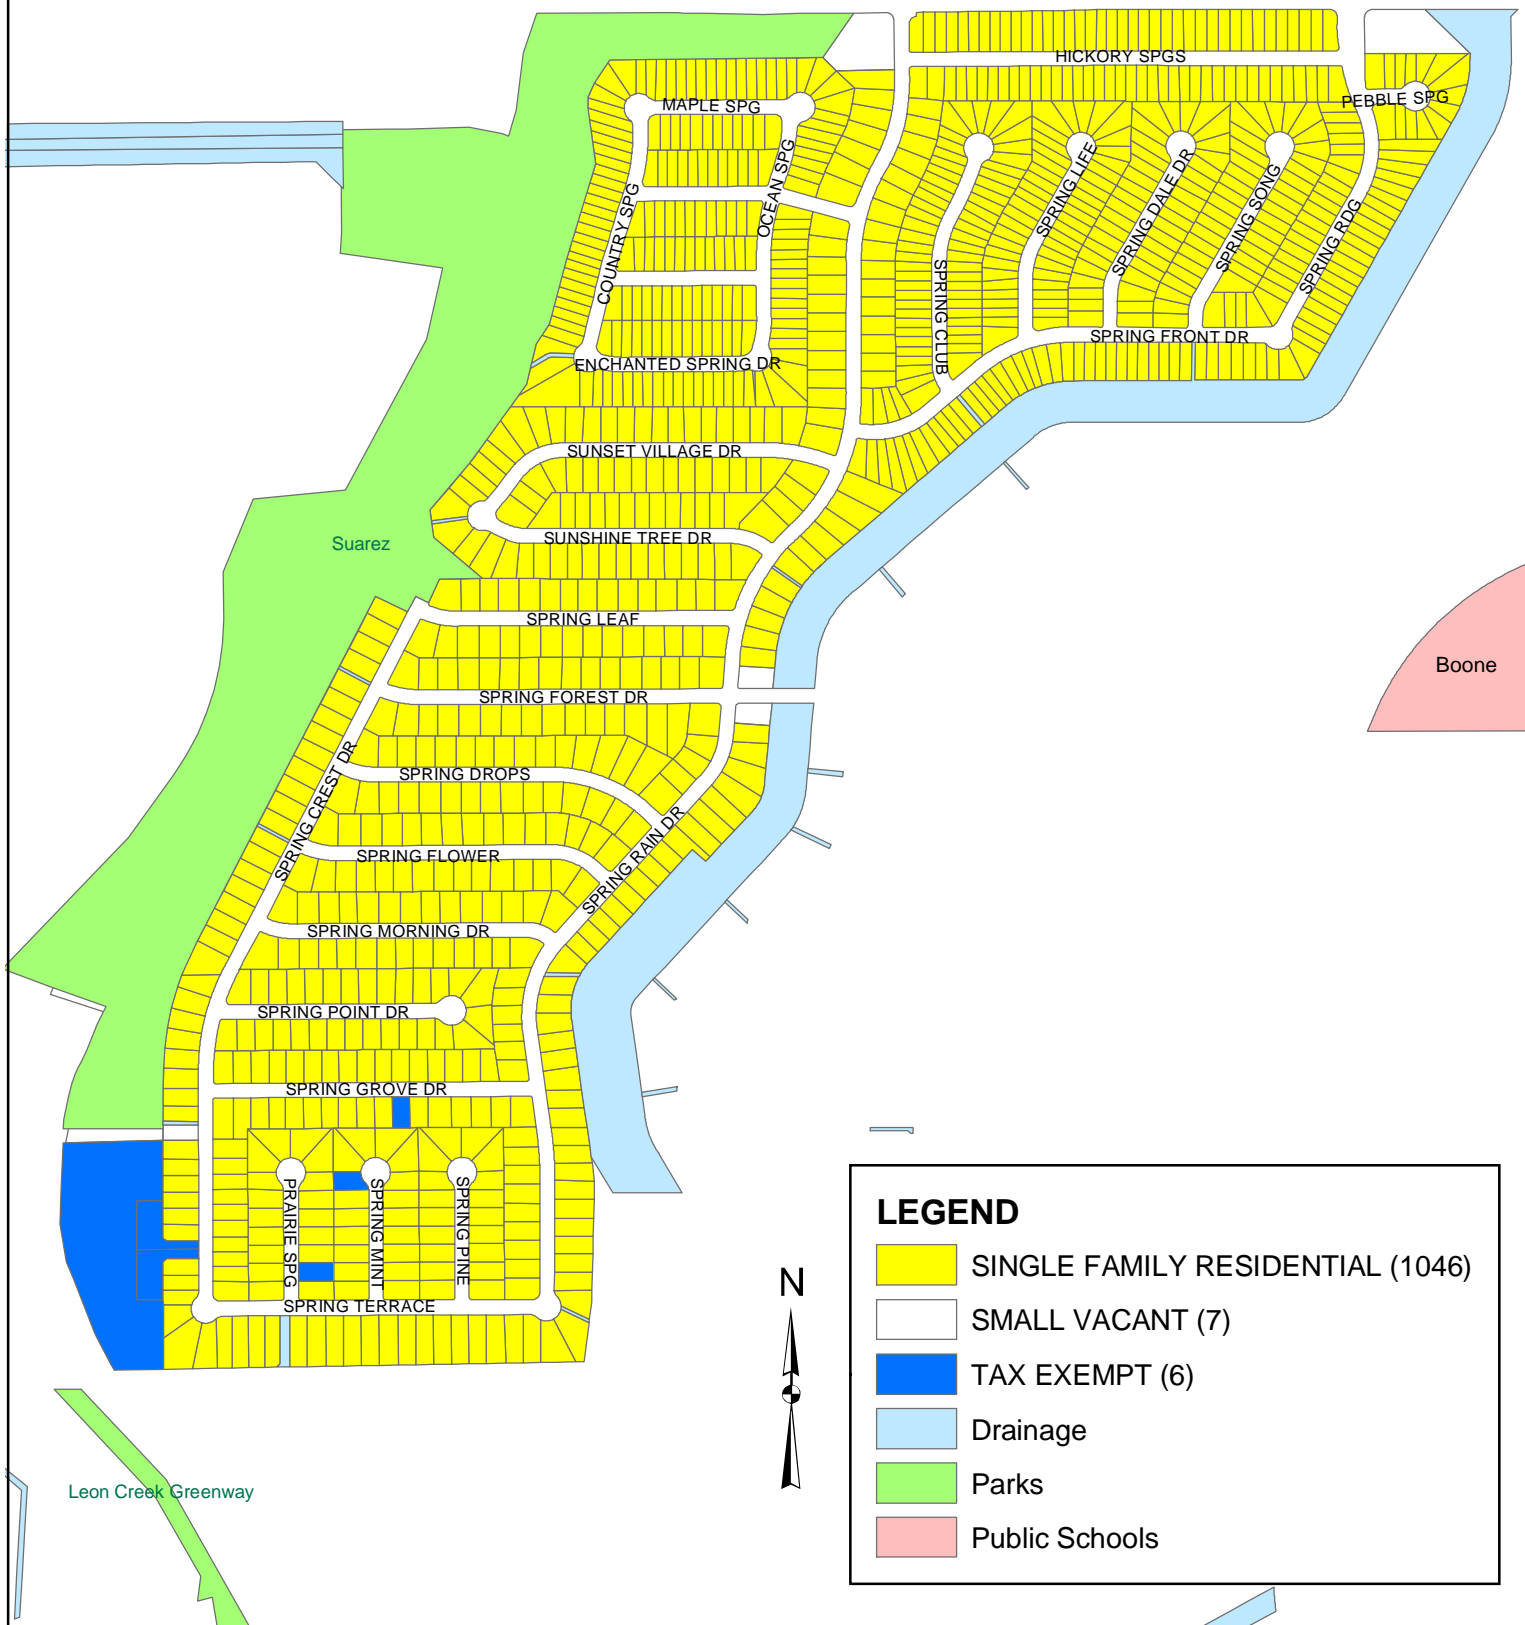 HICKORY SPGS
PEBBLE SPG
MAPLE SPG
OCEAN SPG
COUNTRY SPG
SPRING LIFE
SPRING DALE DR
SPRING SONG
SPRING RDG
SPRING CLUB
SPRING FRONT DR
ENCHANTED SPRING DR
SUNSET VILLAGE DR
SUNSHINE TREE DR
Suarez
SPRING LEAF
Boone
SPRING FOREST DR
SPRING DROPS
SPRING CREST DR
SPRING RAIN DR
SPRING FLOWER
SPRING MORNING DR
SPRING POINT DR
SPRING GROVE DR
PRAIRIE SPG
SPRING MINT
SPRING PINE
SPRING TERRACE
Leon Creek Greenway
N
LEGEND
SINGLE FAMILY RESIDENTIAL (1046)
SMALL VACANT (7)
TAX EXEMPT (6)
Drainage
Parks
Public Schools